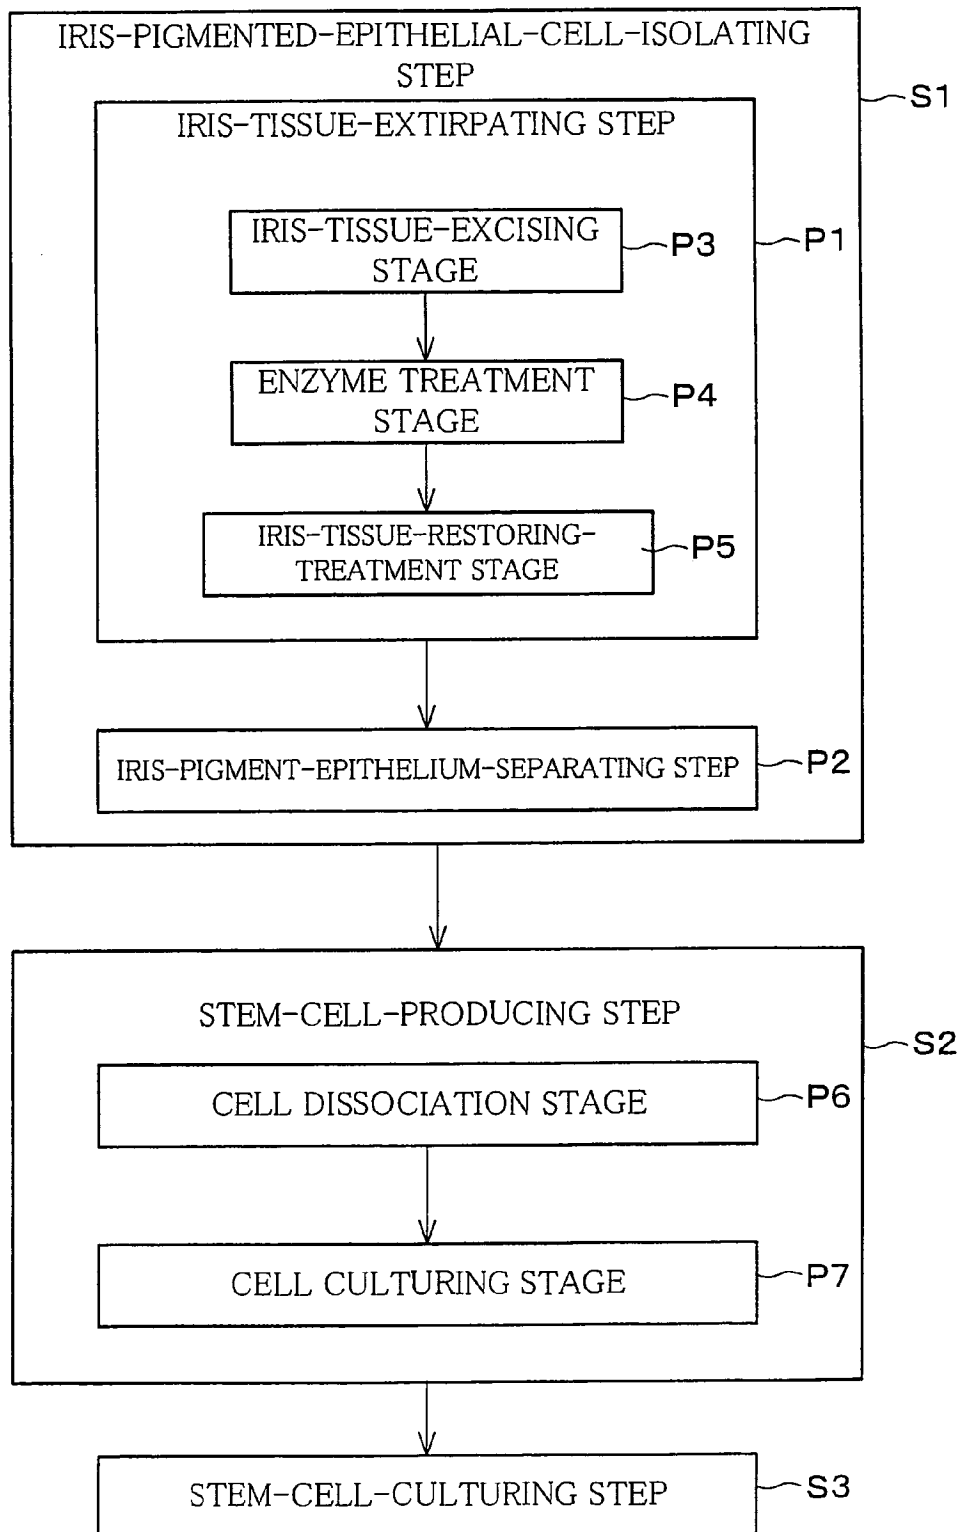 IRIS-PIGMENTED-EPITHELIAL-CELL-ISOLATING
STEP
S1
IRIS-TISSUE-EXTIRPATING STEP
P1
IRIS-TISSUE-EXCISING
STAGE
P3
ENZYME TREATMENT
STAGE
P4
IRIS-TISSUE-RESTORING-
TREATMENT STAGE
P5
IRIS-PIGMENT-EPITHELIUM-SEPARATING STEP
P2
STEM-CELL-PRODUCING STEP
S2
CELL DISSOCIATION STAGE
P6
CELL CULTURING STAGE
P7
STEM-CELL-CULTURING STEP
S3